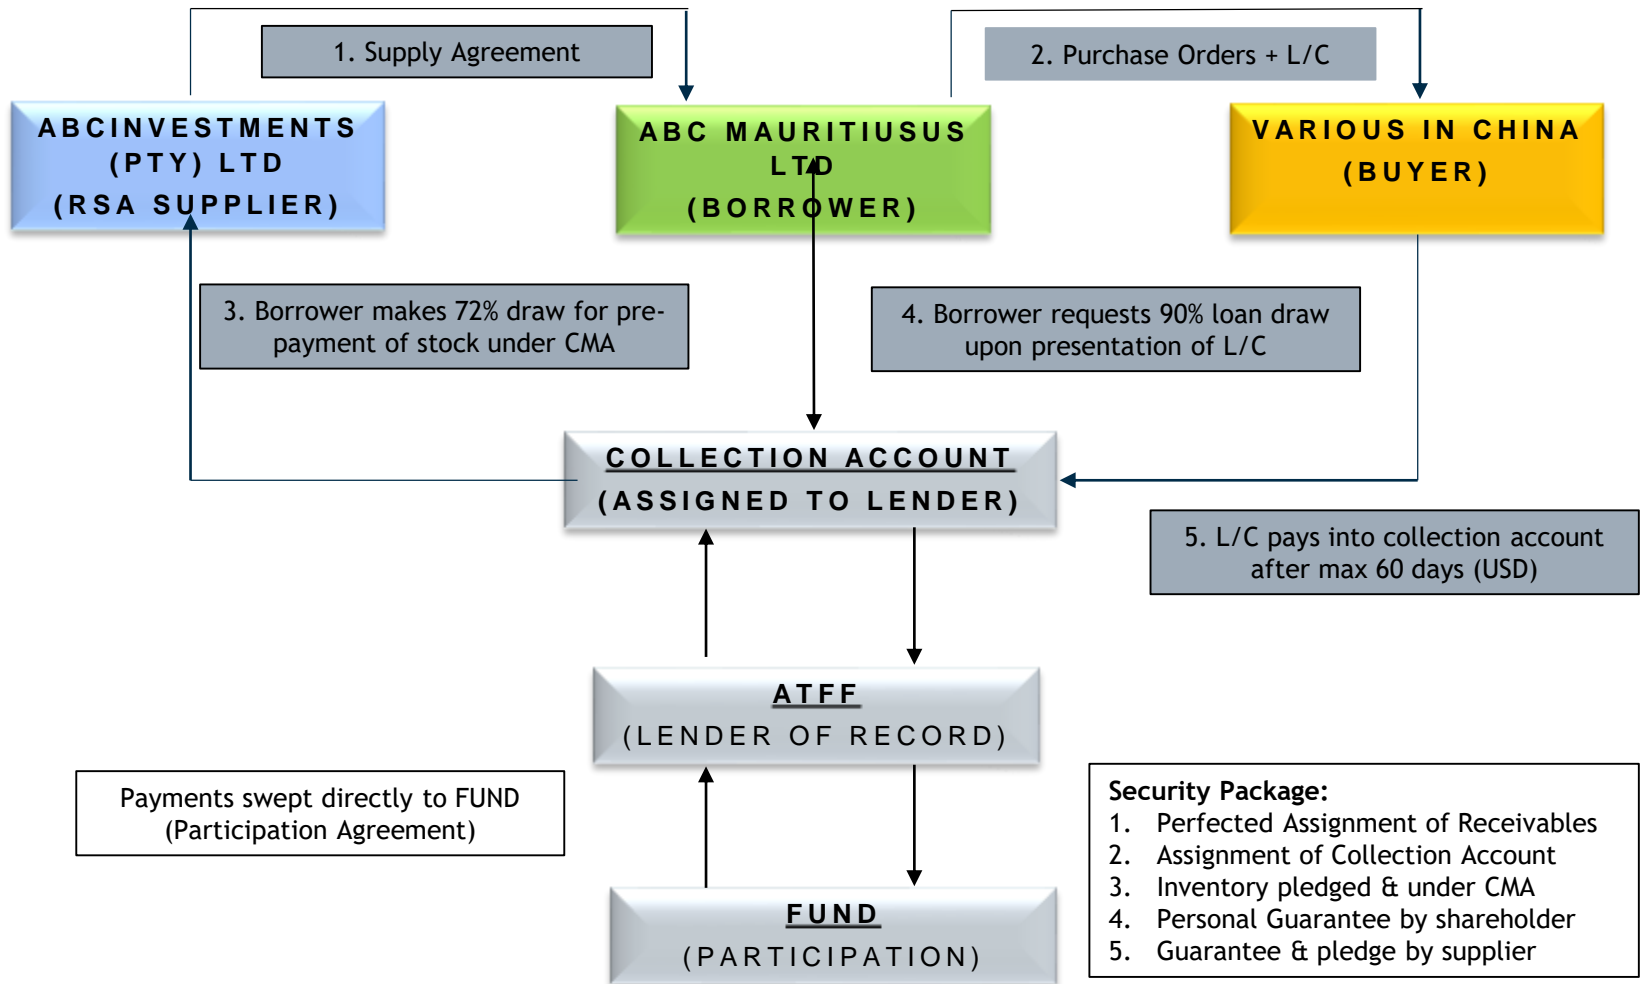 1. Supply Agreement
2. Purchase Orders + L/C
ABCINVESTMENTS
(PTY) LTD
(RSA SUPPLIER)
ABC MAURITIUSUS
LTD
(BORROWER)
VARIOUS IN CHINA
(BUYER)
3. Borrower makes 72% draw for pre-
payment of stock under CMA
4. Borrower requests 90% loan draw
upon presentation of L/C
COLLECTION ACCOUNT
(ASSIGNED TO LENDER)
5. L/C pays into collection account
after max 60 days (USD)
ATFF
(LENDER OF RECORD)
Payments swept directly to FUND
(Participation Agreement)
Security Package:
1. Perfected Assignment of Receivables
2. Assignment of Collection Account
3. Inventory pledged & under CMA
4. Personal Guarantee by shareholder
5. Guarantee & pledge by supplier
FUND
(PARTICIPATION)